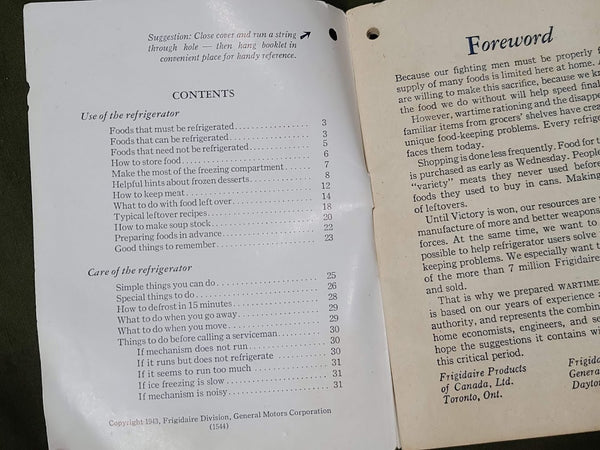 Suggestion: Close cover and run a string
through hole — then hang booklet in
convenient place for handy reference.
CONTENTS
Use of the refrigerator
Foods that must be refrigerated 3
Foods that can be refrigerated 3
Foods that need not be refrigerated 5
How to store food 6
Make the most of the freezing compartment 7
Helpful hints about frozen desserts 8
How to keep meat 12
What to do with food left over 14
Typical leftover recipes 18
How to make soup stock 20
Preparing foods in advance 22
Good things to remember 23
Care of the refrigerator
Simple things you can do 25
Special things to do 26
How to defrost in 15 minutes 28
What to do when you go away 29
What to do when you move 29
Things to do before calling a serviceman 30
If mechanism does not run 30
If it runs but does not refrigerate 30
If it seems to run too much 31
If ice freezing is slow 31
If mechanism is noisy 31
Copyright 1943, Frigidaire Division, General Motors Corporation
(1544)
Foreword
Because our fighting men must be properly
supply of many foods is limited here at home.
are willing to make this sacrifice, because we
the food we do without will help speed
However, wartime rationing and the
familiar items from grocers' shelves have
unique food-keeping problems. Every
faces them today.
Shopping is done less frequently. Food for
is purchased as early as Wednesday.
"variety" meats they never used before
foods they used to buy in cans. Making
of leftovers.
Until Victory is won, our resources are
manufacture of more and better weapons
forces. At the same time, we want to
possible to help refrigerator users solve
keeping problems. We especially want
of the more than 7 million
and sold.
That is why we prepared WARTIME
is based on our years of experience
authority, and represents the
home economists, engineers, and
hope the suggestions it contains
this critical period.
Frigidaire Products
of Canada, Ltd.
Toronto, Ont.